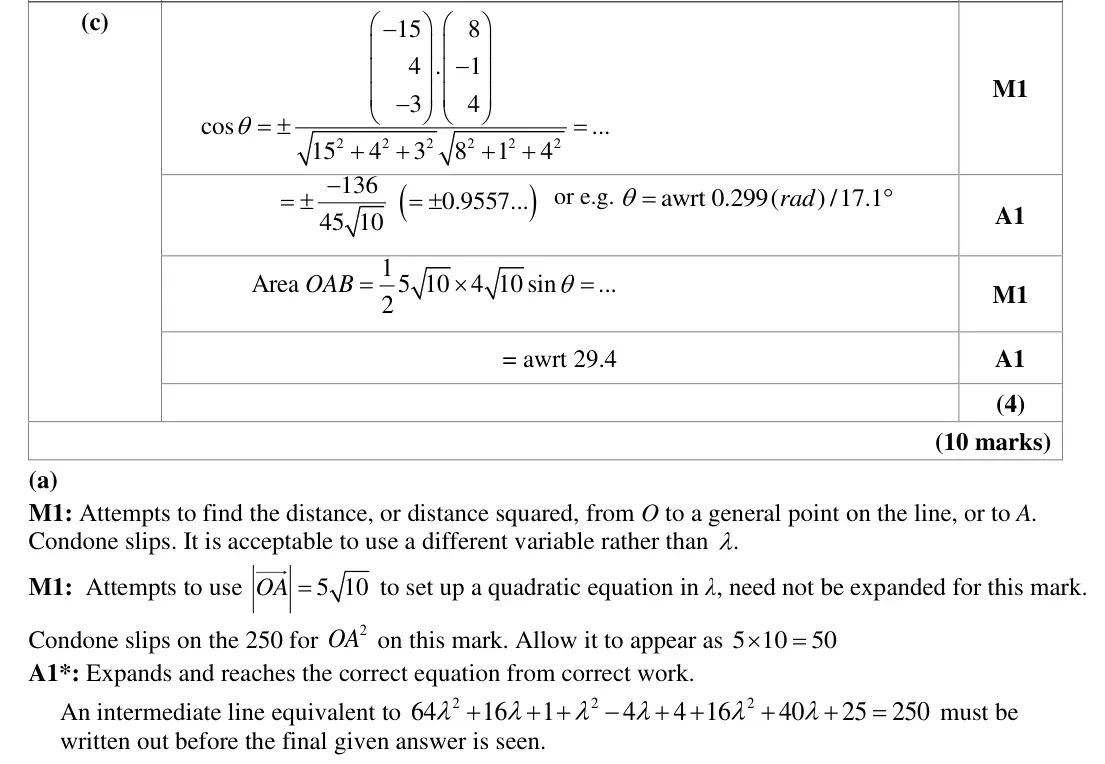 (c)
cosθ = ± (−15 4 −3) . (8 −1 4) / √(15² + 4² + 3²) √(8² + 1² + 4²) = ...
M1
= ± −136 / 45√10 (= ±0.9557...) or e.g. θ = awrt 0.299(rad)/17.1°
A1
Area OAB = 1/2 5√10 × 4√10 sin θ = ...
M1
= awrt 29.4
A1
(4)
(10 marks)
(a)
M1: Attempts to find the distance, or distance squared, from O to a general point on the line, or to A.
Condone slips. It is acceptable to use a different variable rather than λ.
M1: Attempts to use |OA⃗| = 5√10 to set up a quadratic equation in λ, need not be expanded for this mark.
Condone slips on the 250 for OA² on this mark. Allow it to appear as 5×10 = 50
A1*: Expands and reaches the correct equation from correct work.
An intermediate line equivalent to 64λ² +16λ +1+ λ² − 4λ + 4 +16λ² + 40λ + 25 = 250 must be
written out before the final given answer is seen.